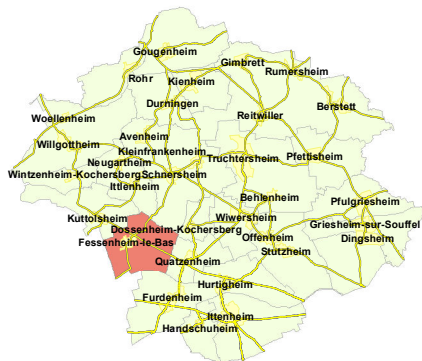 Gougenheim
Gimbrett
Rumersheim
Rohr
Kienheim
Durningen
Berstett
Woellenheim
Reitwiller
Avenheim
Willgottheim
Kleinfrankenheim
Neugartheim
Truchtersheim
Pfettisheim
Wintzenheim-Kochersberg
Schnersheim
Ittlenheim
Behlenheim
Pfulgriesheim
Kuttolsheim
Wiwersheim
Dossenheim-Kochersberg
Griesheim-sur-Souffel
Fessenheim-le-Bas
Offenheim
Dingsheim
Stutzheim
Quatzenheim
Hurtigheim
Furdenheim
Ittenheim
Handschuheim